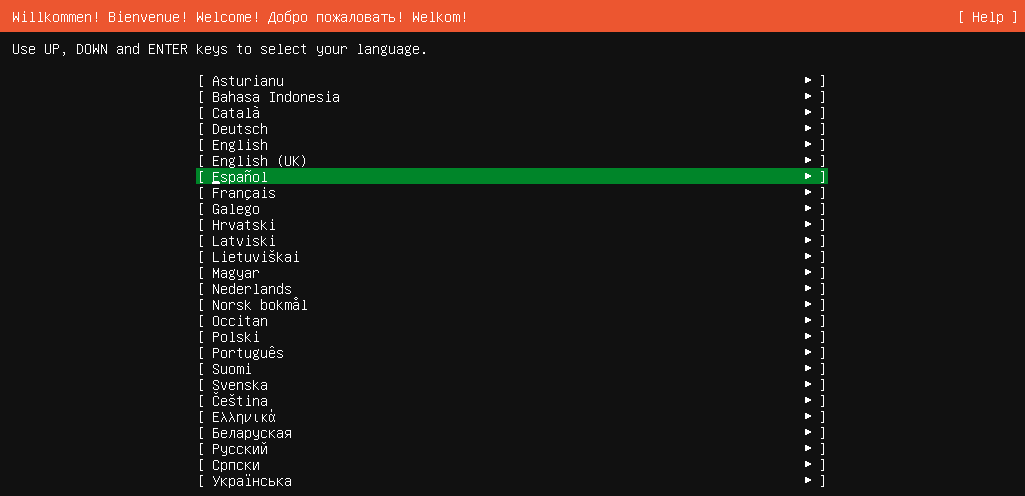 Willkommen! Bienvenue! Welcome! Добро пожаловать! Welkom! [ Help ]
Use UP, DOWN and ENTER keys to select your language.
[ Asturianu ▸ ]
[ Bahasa Indonesia ▸ ]
[ Català ▸ ]
[ Deutsch ▸ ]
[ English ▸ ]
[ English (UK) ▸ ]
[ Español ▸ ]
[ Français ▸ ]
[ Galego ▸ ]
[ Hrvatski ▸ ]
[ Latviski ▸ ]
[ Lietuviškai ▸ ]
[ Magyar ▸ ]
[ Nederlands ▸ ]
[ Norsk bokmål ▸ ]
[ Occitan ▸ ]
[ Polski ▸ ]
[ Português ▸ ]
[ Suomi ▸ ]
[ Svenska ▸ ]
[ Čeština ▸ ]
[ Ελληνικά ▸ ]
[ Беларуская ▸ ]
[ Русский ▸ ]
[ Српски ▸ ]
[ Українська ▸ ]